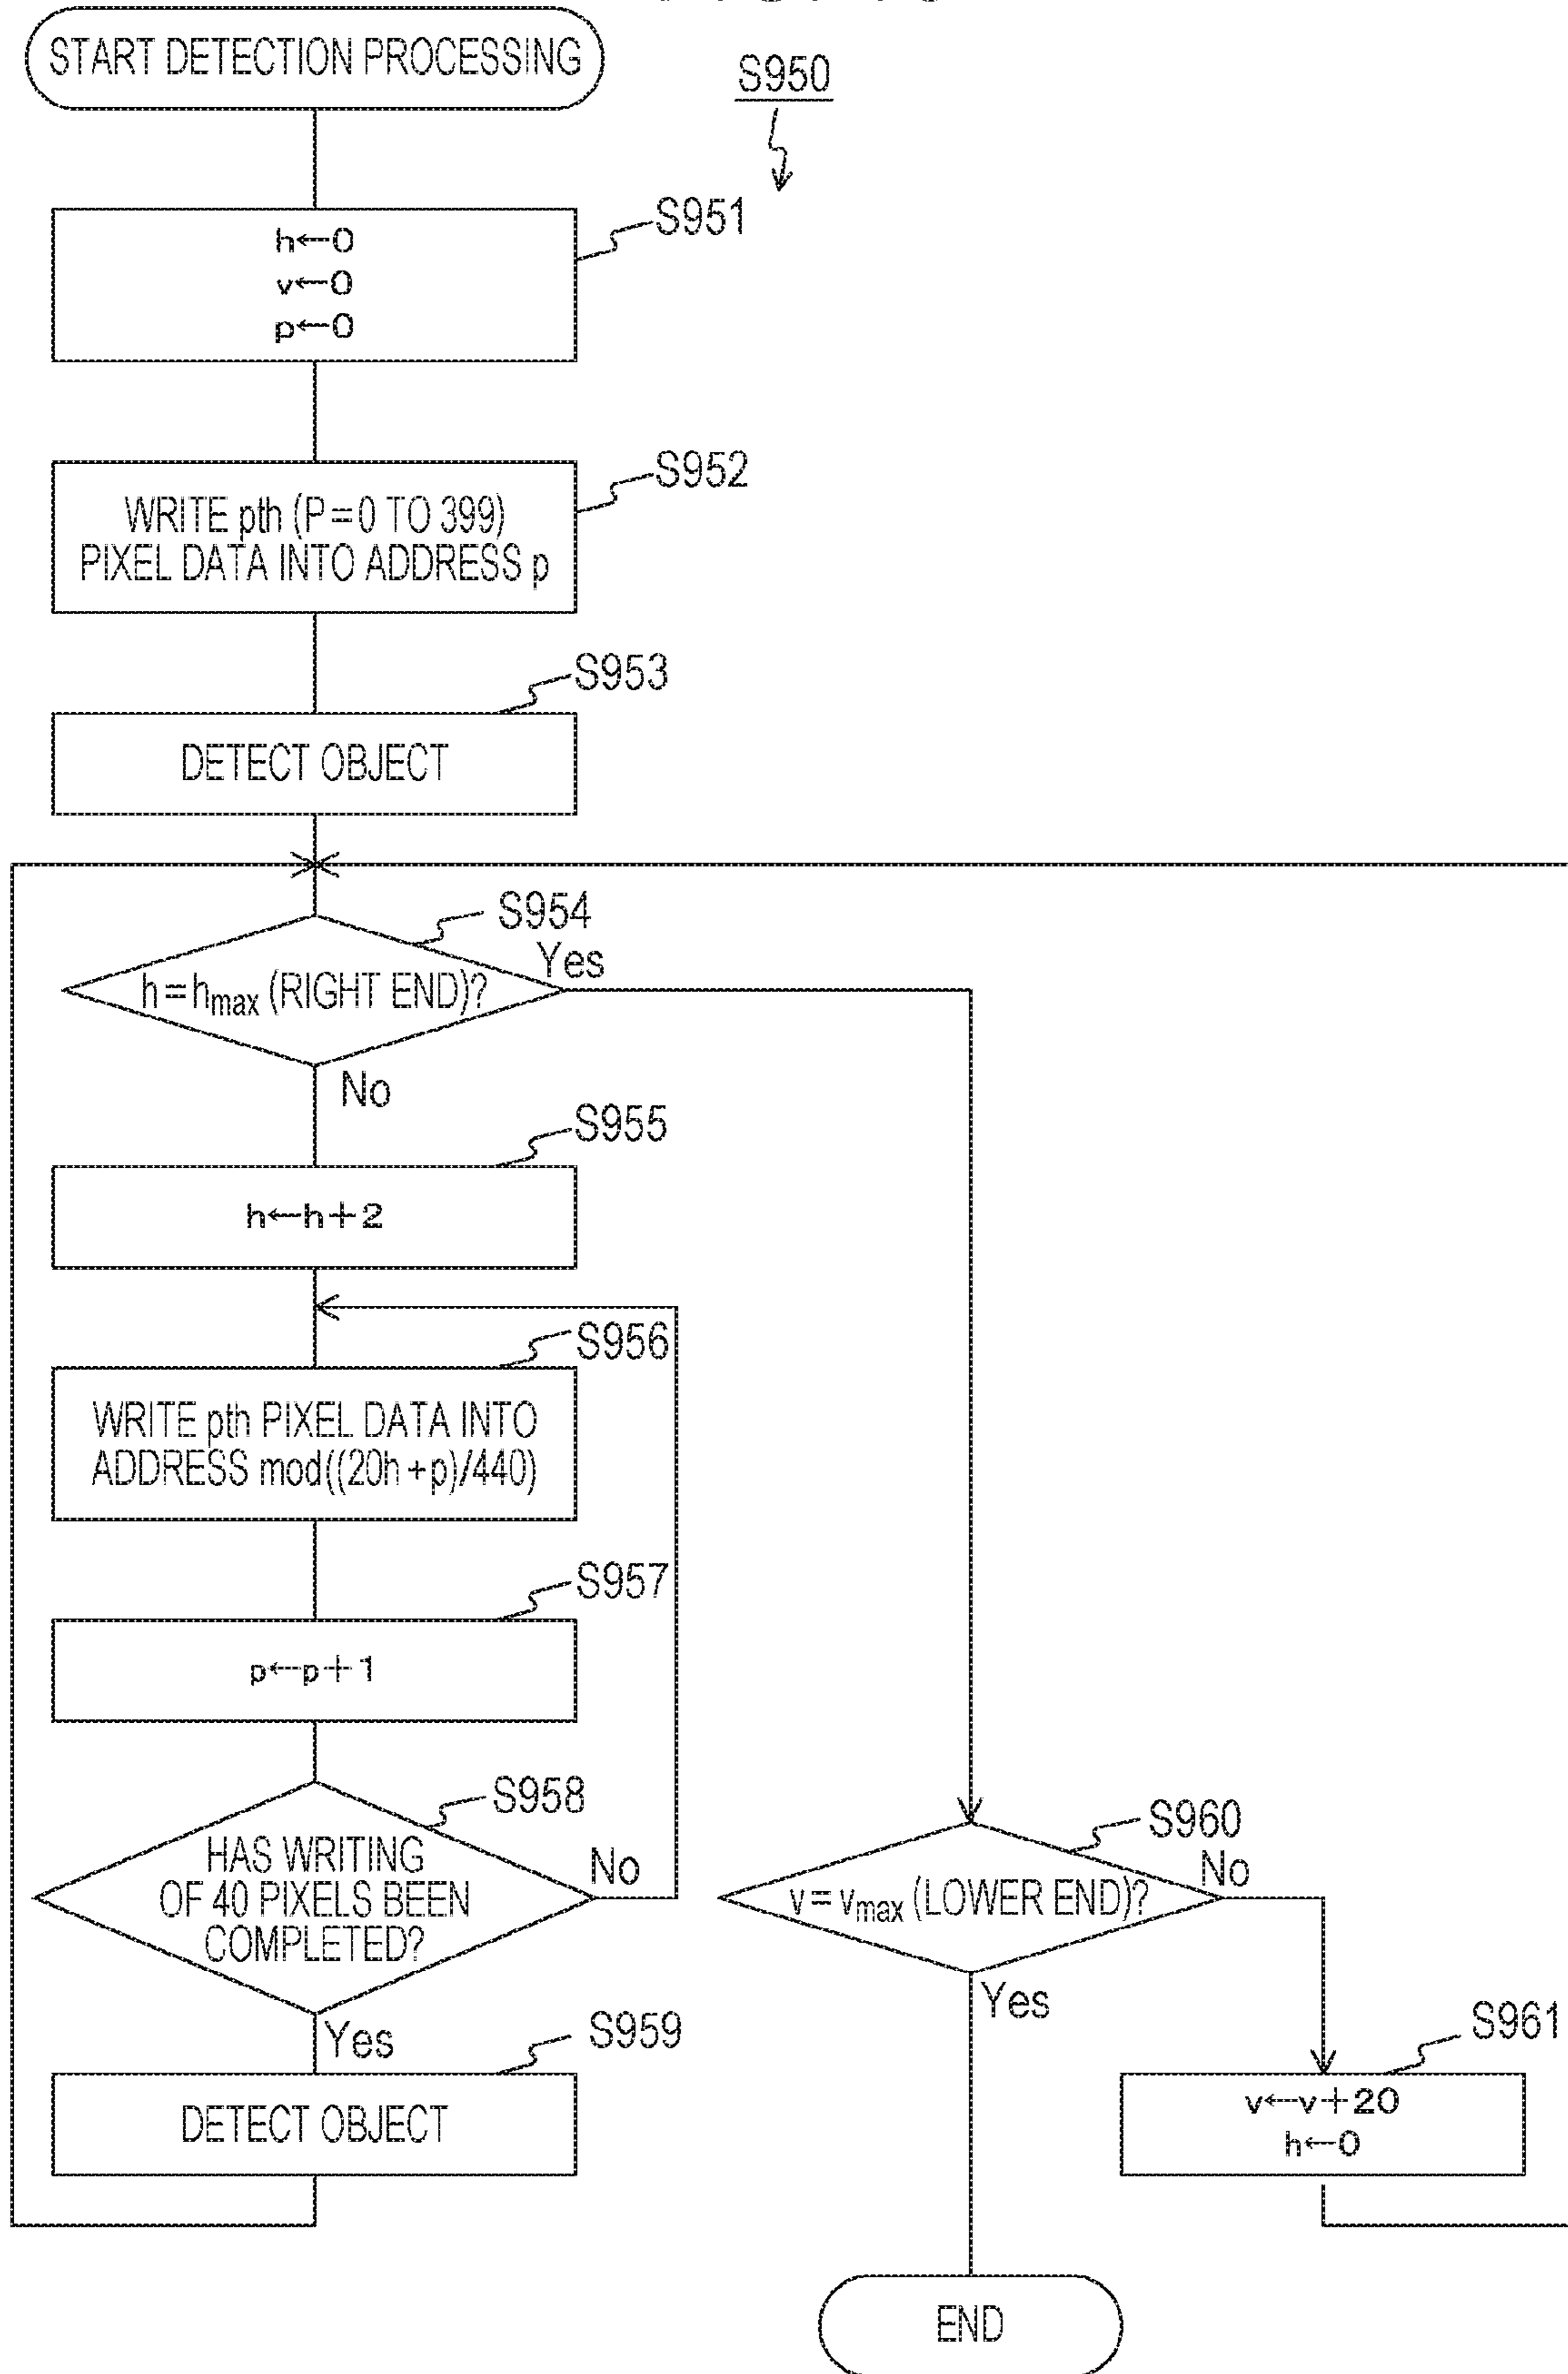 START DETECTION PROCESSING
S950
S951
h←0
v←0
p←0
S952
WRITE pth (P=0 TO 399)
PIXEL DATA INTO ADDRESS p
S953
DETECT OBJECT
S954
Yes
h=hmax (RIGHT END)?
No
S955
h←h+2
S956
WRITE pth PIXEL DATA INTO
ADDRESS mod((20h+p)/440)
S957
p←p+1
S958
HAS WRITING
OF 40 PIXELS BEEN
COMPLETED?
No
Yes
S959
DETECT OBJECT
S960
No
v=vmax (LOWER END)?
Yes
S961
v←v+20
h←0
END